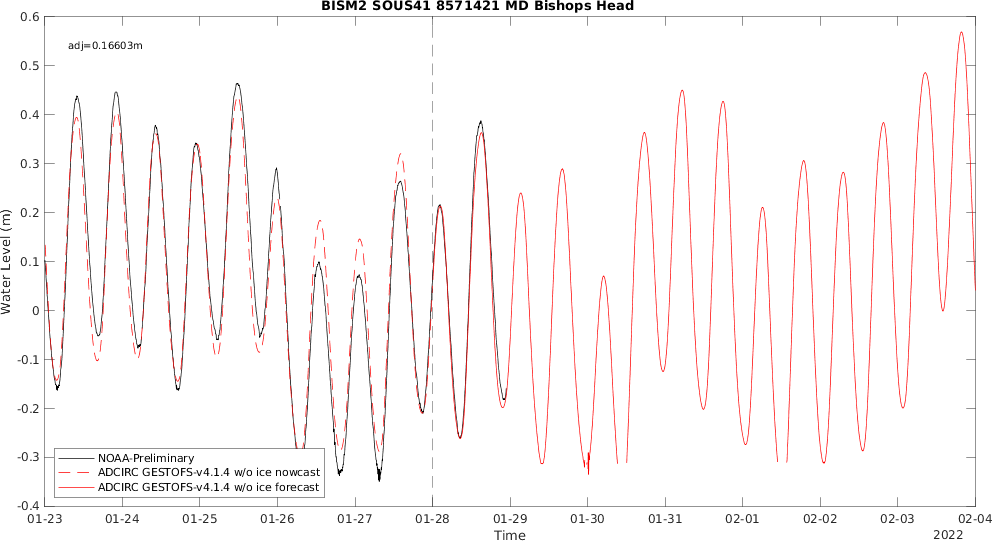 BISM2 SOUS41 8571421 MD Bishops Head
adj=0.16603m
0.6
0.5
0.4
0.3
0.2
0.1
0
-0.1
-0.2
-0.3
-0.4
Water Level (m)
NOAA-Preliminary
ADCIRC GESTOFS-v4.1.4 w/o ice nowcast
ADCIRC GESTOFS-v4.1.4 w/o ice forecast
01-23 01-24 01-25 01-26 01-27 01-28 01-29 01-30 01-31 02-01 02-02 02-03 02-04
Time
2022